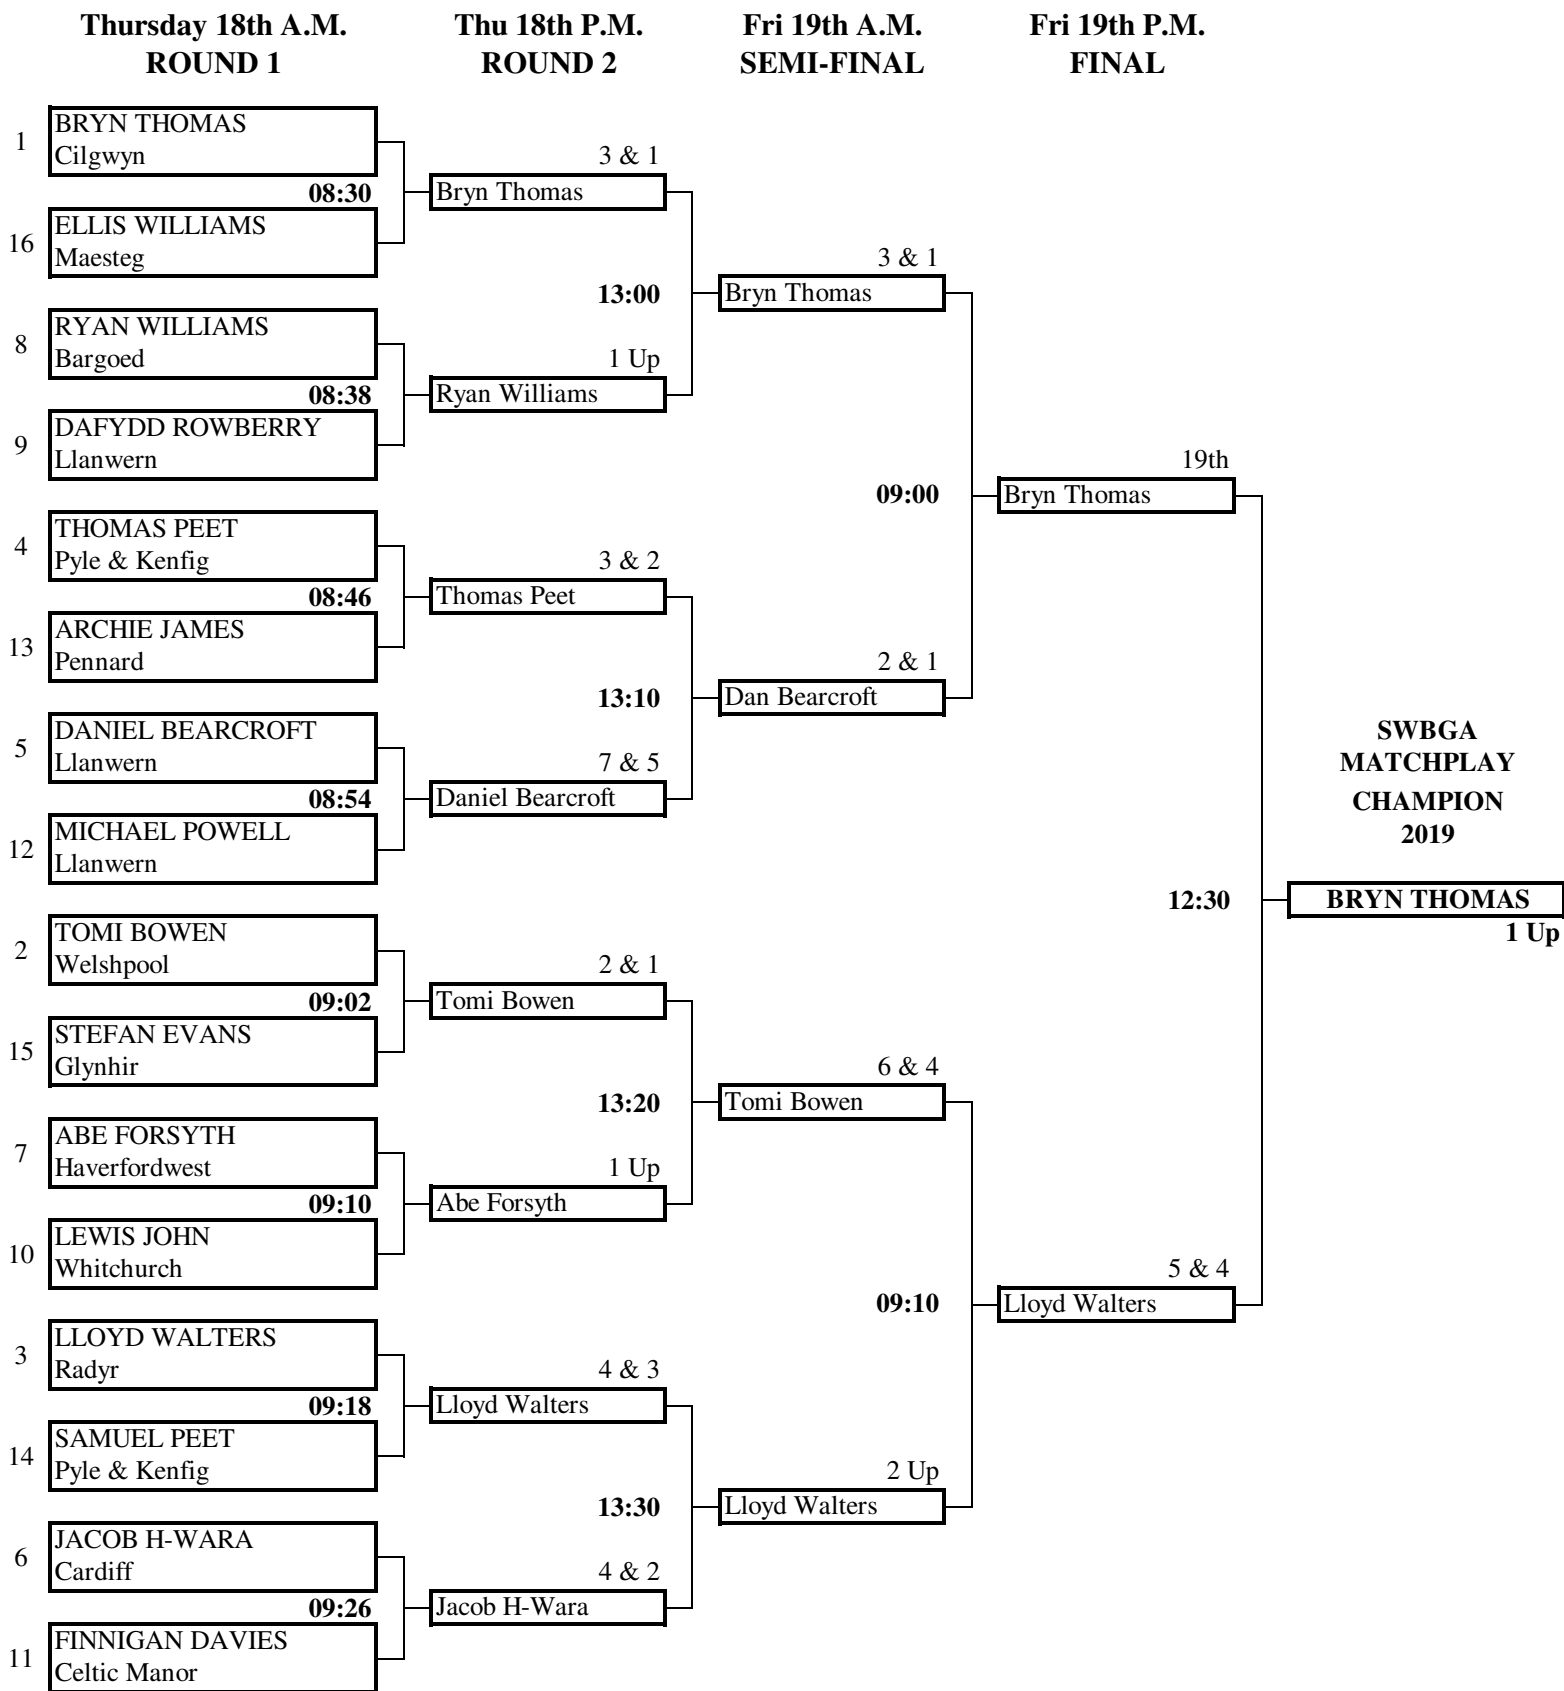 Thursday 18th A.M.
ROUND 1
Thu 18th P.M.
ROUND 2
Fri 19th A.M.
SEMI-FINAL
Fri 19th P.M.
FINAL
1
BRYN THOMAS
Cilgwyn
08:30
16
ELLIS WILLIAMS
Maesteg
8
RYAN WILLIAMS
Bargoed
08:38
9
DAFYDD ROWBERRY
Llanwern
4
THOMAS PEET
Pyle & Kenfig
08:46
13
ARCHIE JAMES
Pennard
5
DANIEL BEARCROFT
Llanwern
08:54
12
MICHAEL POWELL
Llanwern
2
TOMI BOWEN
Welshpool
09:02
15
STEFAN EVANS
Glynhir
7
ABE FORSYTH
Haverfordwest
09:10
10
LEWIS JOHN
Whitchurch
3
LLOYD WALTERS
Radyr
09:18
14
SAMUEL PEET
Pyle & Kenfig
6
JACOB H-WARA
Cardiff
09:26
11
FINNIGAN DAVIES
Celtic Manor
3 & 1
Bryn Thomas
13:00
1 Up
Ryan Williams
3 & 2
Thomas Peet
13:10
7 & 5
Daniel Bearcroft
2 & 1
Tomi Bowen
13:20
1 Up
Abe Forsyth
4 & 3
Lloyd Walters
13:30
4 & 2
Jacob H-Wara
3 & 1
Bryn Thomas
09:00
2 & 1
Dan Bearcroft
6 & 4
Tomi Bowen
09:10
2 Up
Lloyd Walters
19th
Bryn Thomas
12:30
5 & 4
Lloyd Walters
SWBGA
MATCHPLAY
CHAMPION
2019
BRYN THOMAS
1 Up